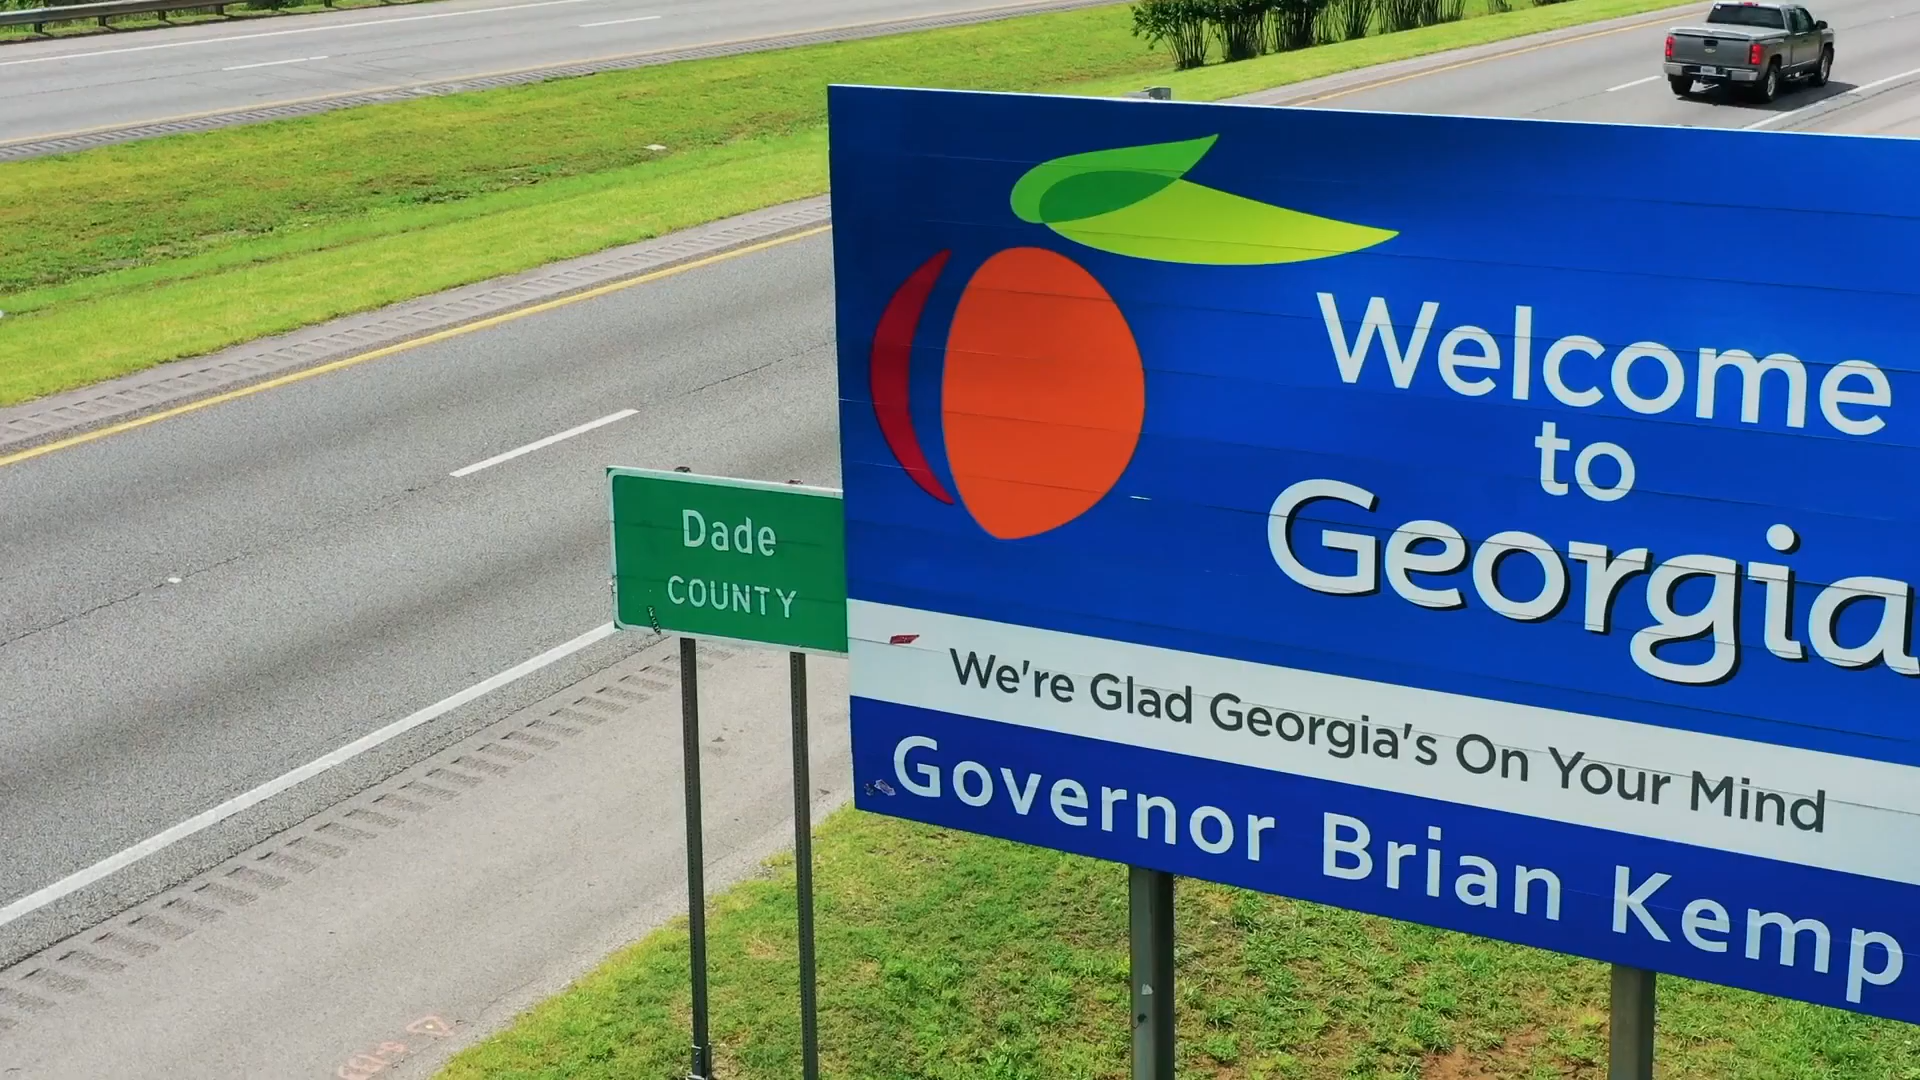 Dade
COUNTY
Welcome
to
Georgia
We're Glad Georgia's On Your Mind
Governor Brian Kemp